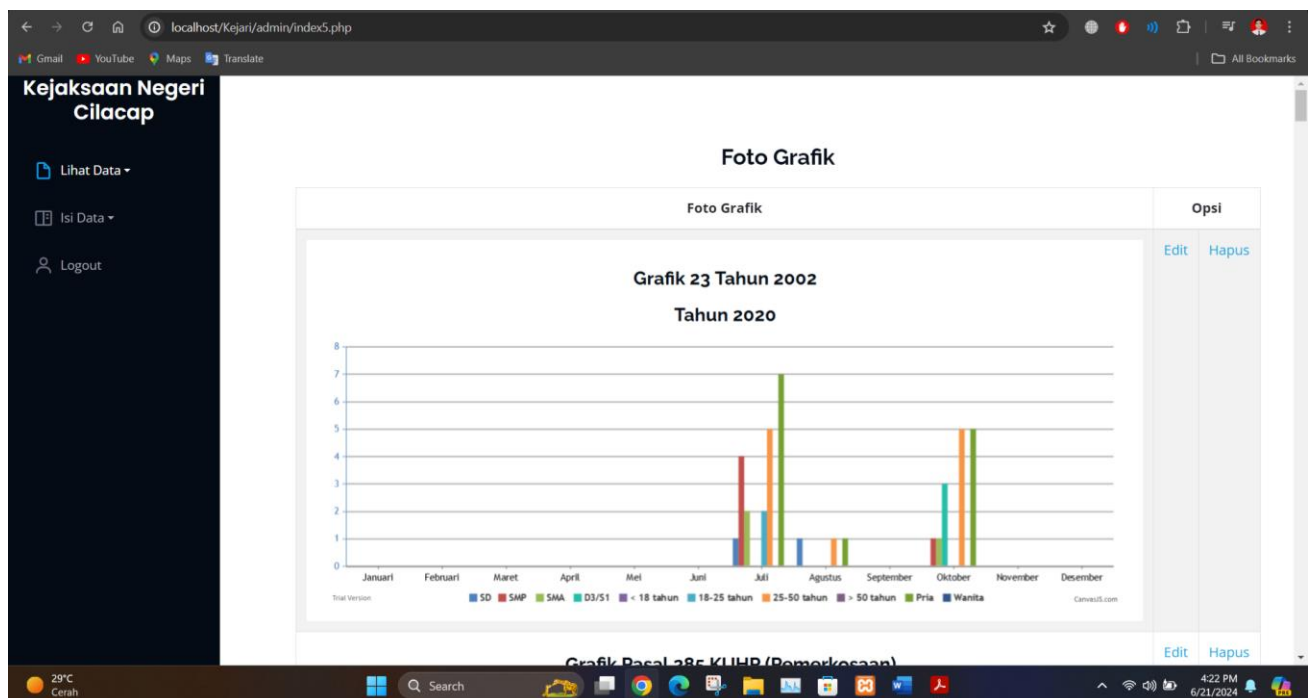 localhost/Kejari/admin/index5.php
Gmail YouTube Maps Translate All Bookmarks
Kejaksaan Negeri
Cilacap
Lihat Data
Isi Data
Logout
Foto Grafik
Foto Grafik Opsi
Edit Hapus
Grafik 23 Tahun 2002
Tahun 2020
8
7
6
5
4
3
2
1
0
Januari Februari Maret April Mei Juni Juli Agustus September Oktober November Desember
Trial Version SD SMP SMA D3/S1 < 18 tahun 18-25 tahun 25-50 tahun > 50 tahun Pria Wanita CanvasJS.com
Edit Hapus
Grafik Pasal 285 KUHP (Pemerkosaan)
29°C
Cerah
Search
4:22 PM
6/21/2024